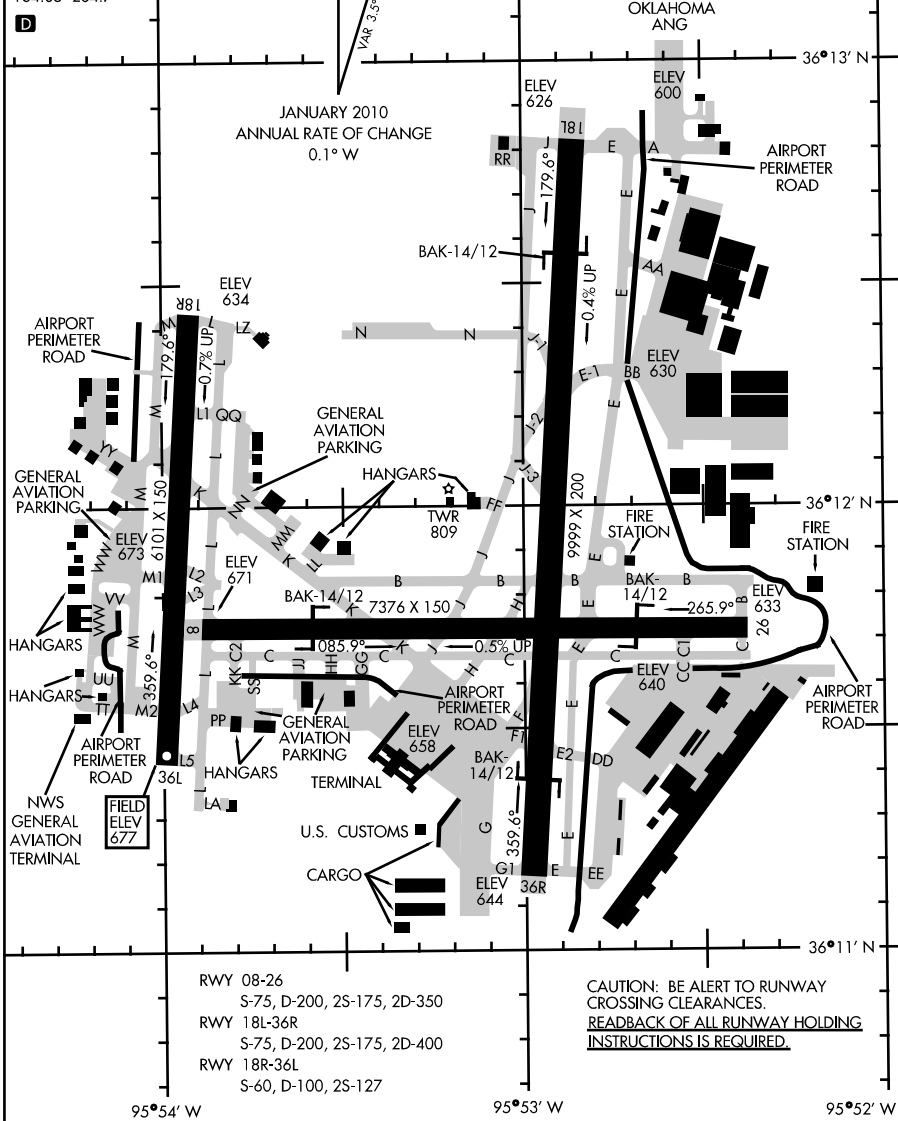 D
VAR 3.5°
OKLAHOMA
ANG
36°13' N
JANUARY 2010
ANNUAL RATE OF CHANGE
0.1° W
ELEV
626
ELEV
600
18L
J
E
A
RR
AIRPORT
PERIMETER
ROAD
179.6°
J
E
BAK-14/12
AA
0.4% UP
E
ELEV
634
18R
M
L
LZ
AIRPORT
PERIMETER
ROAD
179.6°
0.7% UP
L
N
N
J-1
ELEV
630
E-1
BB
E
M
L1
QQ
J-2
GENERAL
AVIATION
PARKING
YY
L
J-3
HANGARS
GENERAL
AVIATION
PARKING
M
K
NN
J
FF
36°12' N
6101 X 150
TWR
809
9999 X 200
FIRE
STATION
FIRE
STATION
MM
ELEV
673
WW
L
K
LL
J
E
ELEV
671
M1
L2
L3
B
B
B
B
BAK-14/12
BAK-
14/12
L
K
J
H
E
B
7376 X 150
265.9°
ELEV
633
VV
WW
M
8
26
HANGARS
085.9°
K
J
0.5% UP
E
359.6°
KK
C2
C
JJ
HH
GG
C
C
C
CC
C1
C
L
SS
H
ELEV
640
UU
HANGARS
TT
M2
L4
PP
AIRPORT
PERIMETER
ROAD
E
AIRPORT
PERIMETER
ROAD
GENERAL
AVIATION
PARKING
F
F1
ELEV
658
AIRPORT
PERIMETER
ROAD
HANGARS
BAK-
14/12
E2
DD
L5
36L
TERMINAL
NWS
GENERAL
AVIATION
TERMINAL
FIELD
ELEV
677
L
LA
U.S. CUSTOMS
G
359.6°
E
CARGO
G1
E
EE
ELEV
644
36R
36°11' N
RWY 08-26
S-75, D-200, 2S-175, 2D-350
RWY 18L-36R
S-75, D-200, 2S-175, 2D-400
RWY 18R-36L
S-60, D-100, 2S-127
CAUTION: BE ALERT TO RUNWAY
CROSSING CLEARANCES.
READBACK OF ALL RUNWAY HOLDING
INSTRUCTIONS IS REQUIRED.
95°54' W
95°53' W
95°52' W